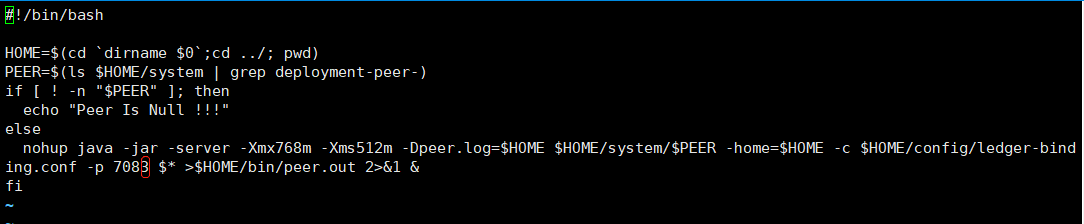 #!/bin/bash

HOME=$(cd `dirname $0`;cd ../; pwd)
PEER=$(ls $HOME/system | grep deployment-peer-)
if [ ! -n "$PEER" ]; then
  echo "Peer Is Null !!!"
else
  nohup java -jar -server -Xmx768m -Xms512m -Dpeer.log=$HOME $HOME/system/$PEER -home=$HOME -c $HOME/config/ledger-bind
ing.conf -p 7083 $* >$HOME/bin/peer.out 2>&1 &
fi
~
~